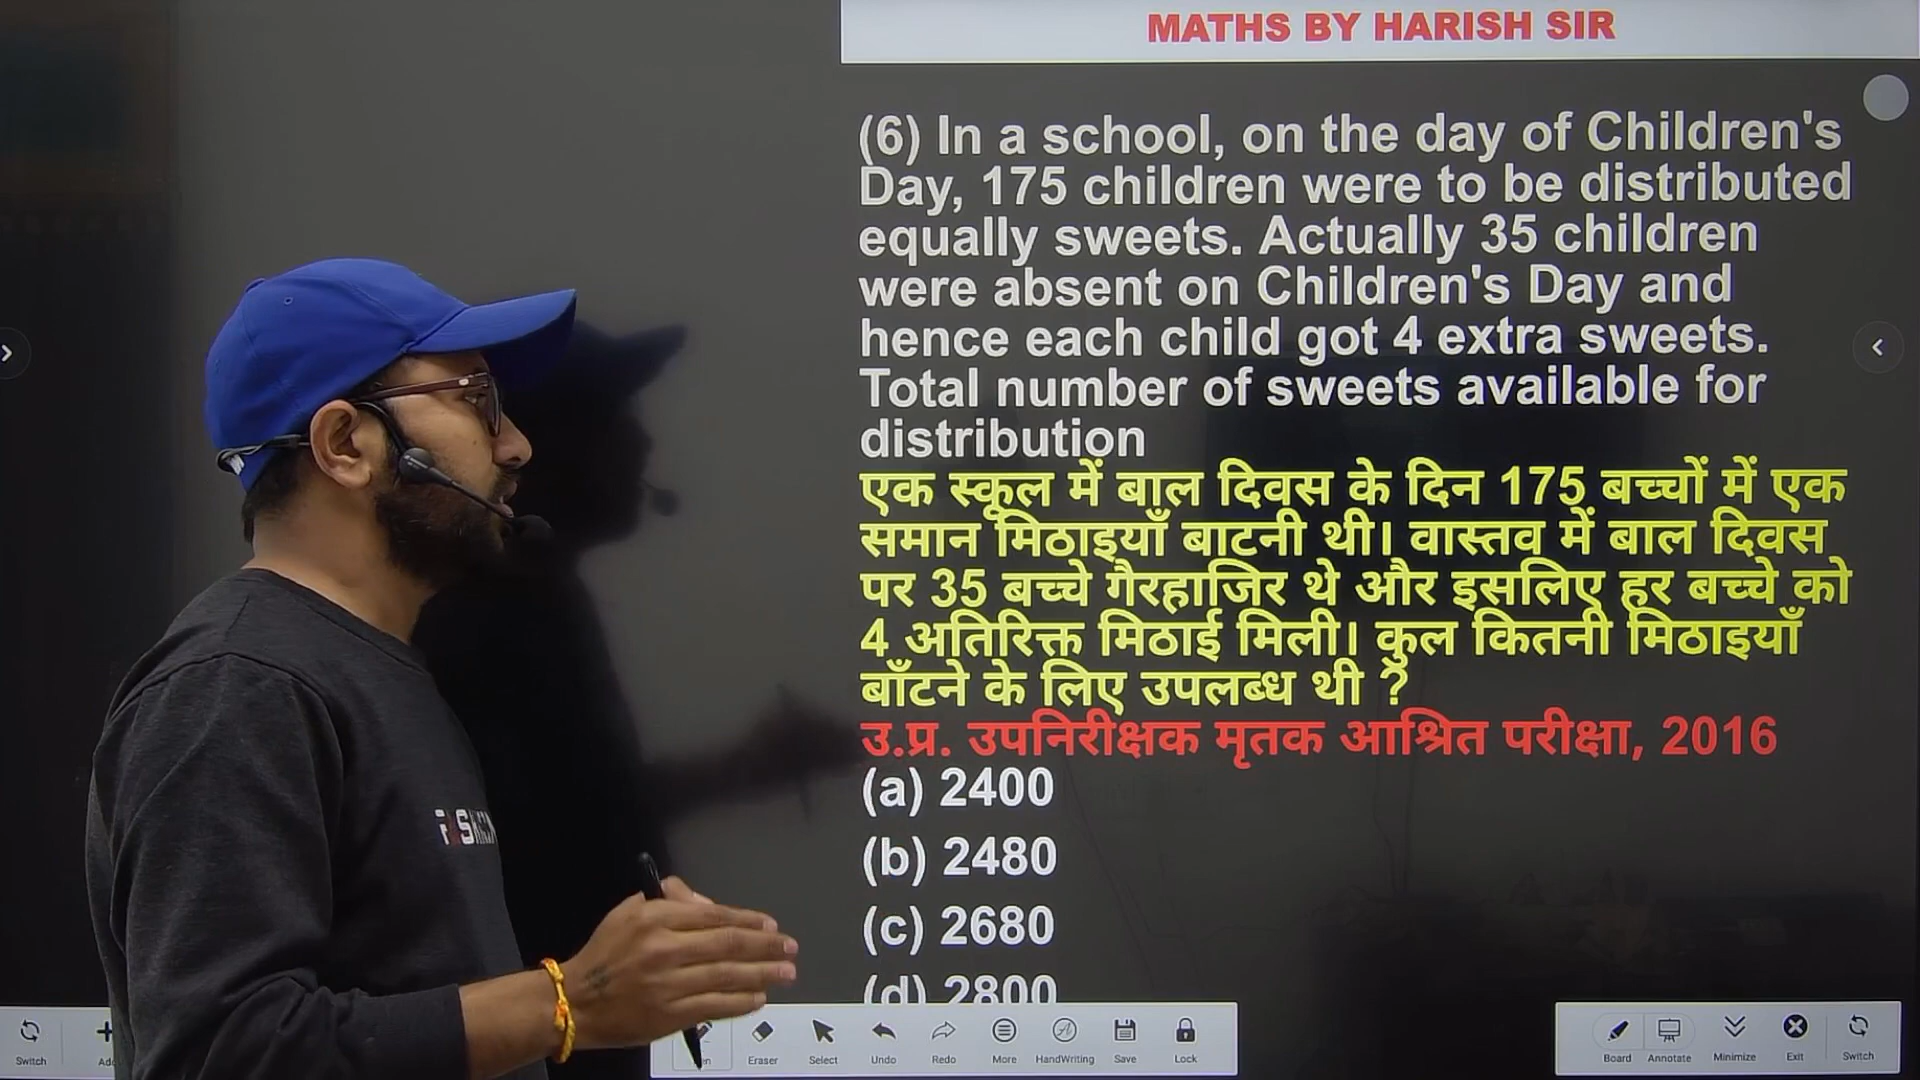 MATHS BY HARISH SIR
(6) In a school, on the day of Children's
Day, 175 children were to be distributed
equally sweets. Actually 35 children
were absent on Children's Day and
hence each child got 4 extra sweets.
Total number of sweets available for
distribution
एक स्कूल में बाल दिवस के दिन 175 बच्चों में एक
समान मिठाइयाँ बाटनी थी। वास्तव में बाल दिवस
पर 35 बच्चे गैरहाजिर थे और इसलिए हर बच्चे को
4 अतिरिक्त मिठाई मिली। कुल कितनी मिठाइयाँ
बाँटने के लिए उपलब्ध थी ?
उ.प्र. उपनिरीक्षक मृतक आश्रित परीक्षा, 2016
(a) 2400
(b) 2480
(c) 2680
(d) 2800
Switch Eraser Select Undo Redo More HandWriting Save Lock Board Annotate Minimize Exit Switch